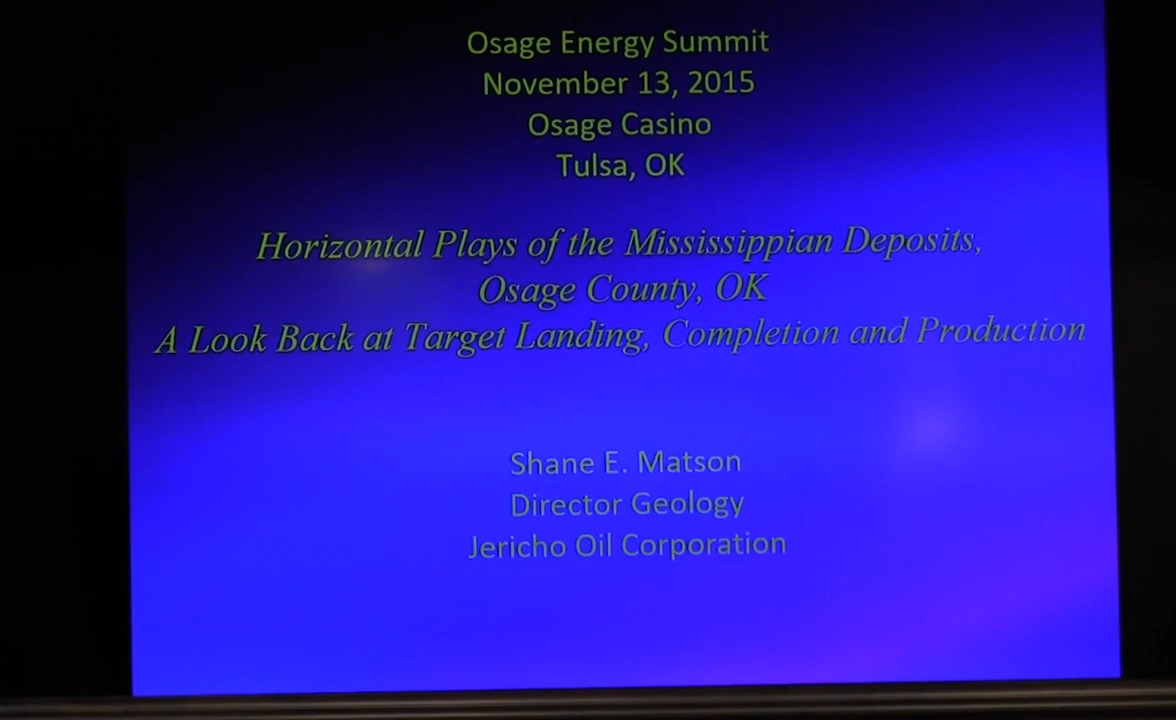 Osage Energy Summit
November 13, 2015
Osage Casino
Tulsa, OK
Horizontal Plays of the Mississippian Deposits,
Osage County, OK
A Look Back at Target Landing, Completion and Production
Shane E. Matson
Director Geology
Jericho Oil Corporation